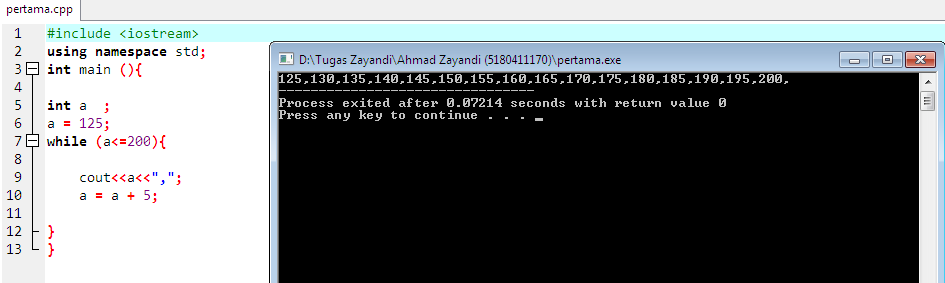 pertama.cpp
1 #include <iostream>
2 using namespace std;
3 int main (){
4
5 int a  ;
6 a = 125;
7 while (a<=200){
8
9 cout<<a<<",";
10 a = a + 5;
11
12 }
13 }
D:\Tugas Zayandi\Ahmad Zayandi (5180411170)\pertama.exe
125,130,135,140,145,150,155,160,165,170,175,180,185,190,195,200,
--------------------------------
Process exited after 0.07214 seconds with return value 0
Press any key to continue . . . _